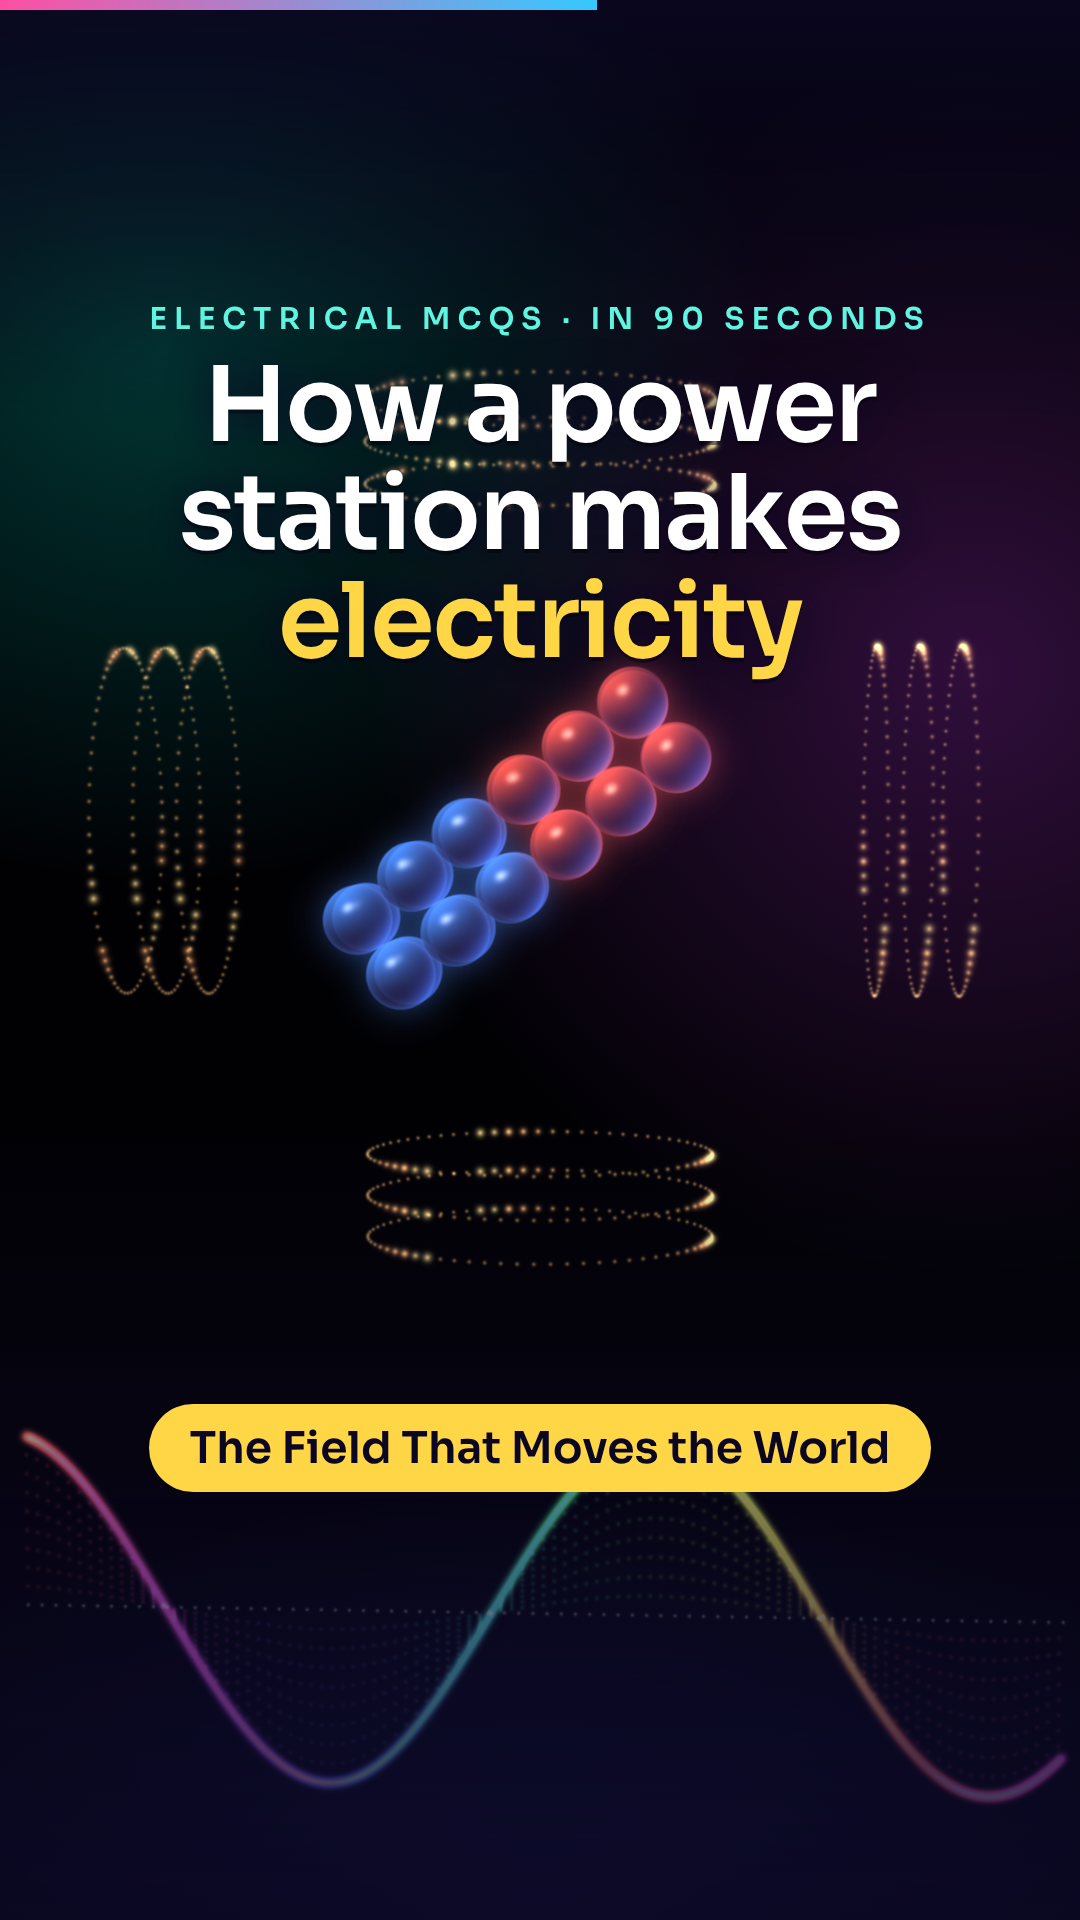 ELECTRICAL MCQS · IN 90 SECONDS
How a power
station makes
electricity
The Field That Moves the World